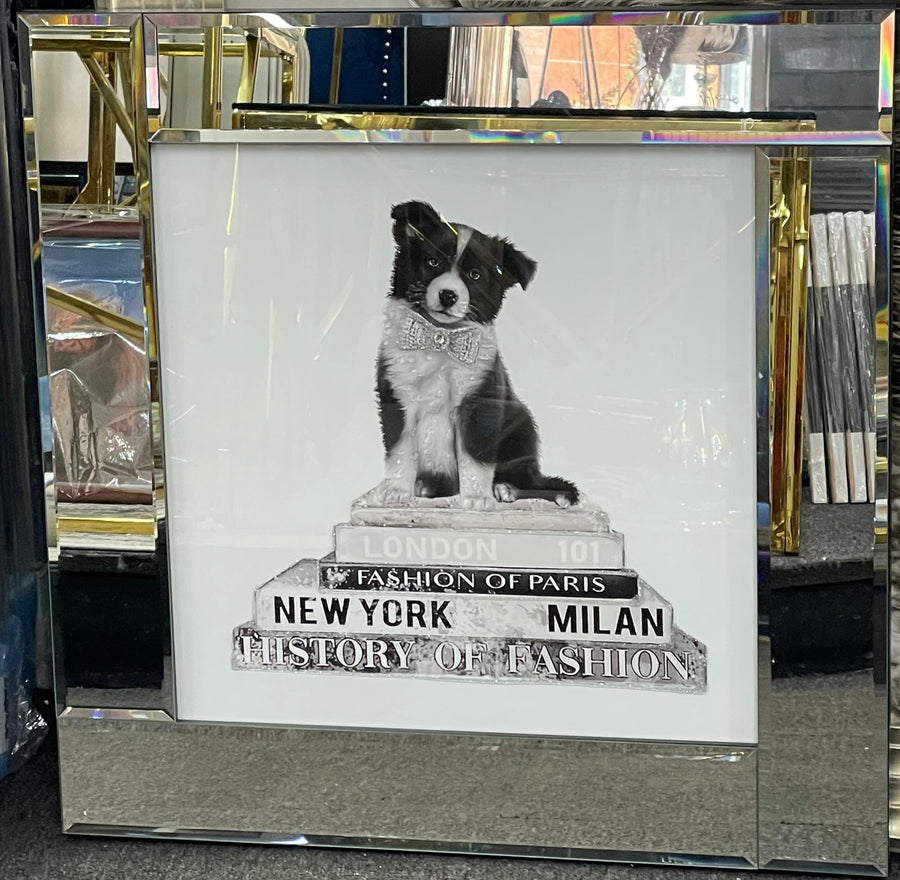 LONDON 101
FASHION OF PARIS
NEW YORK MILAN
HISTORY OF FASHION